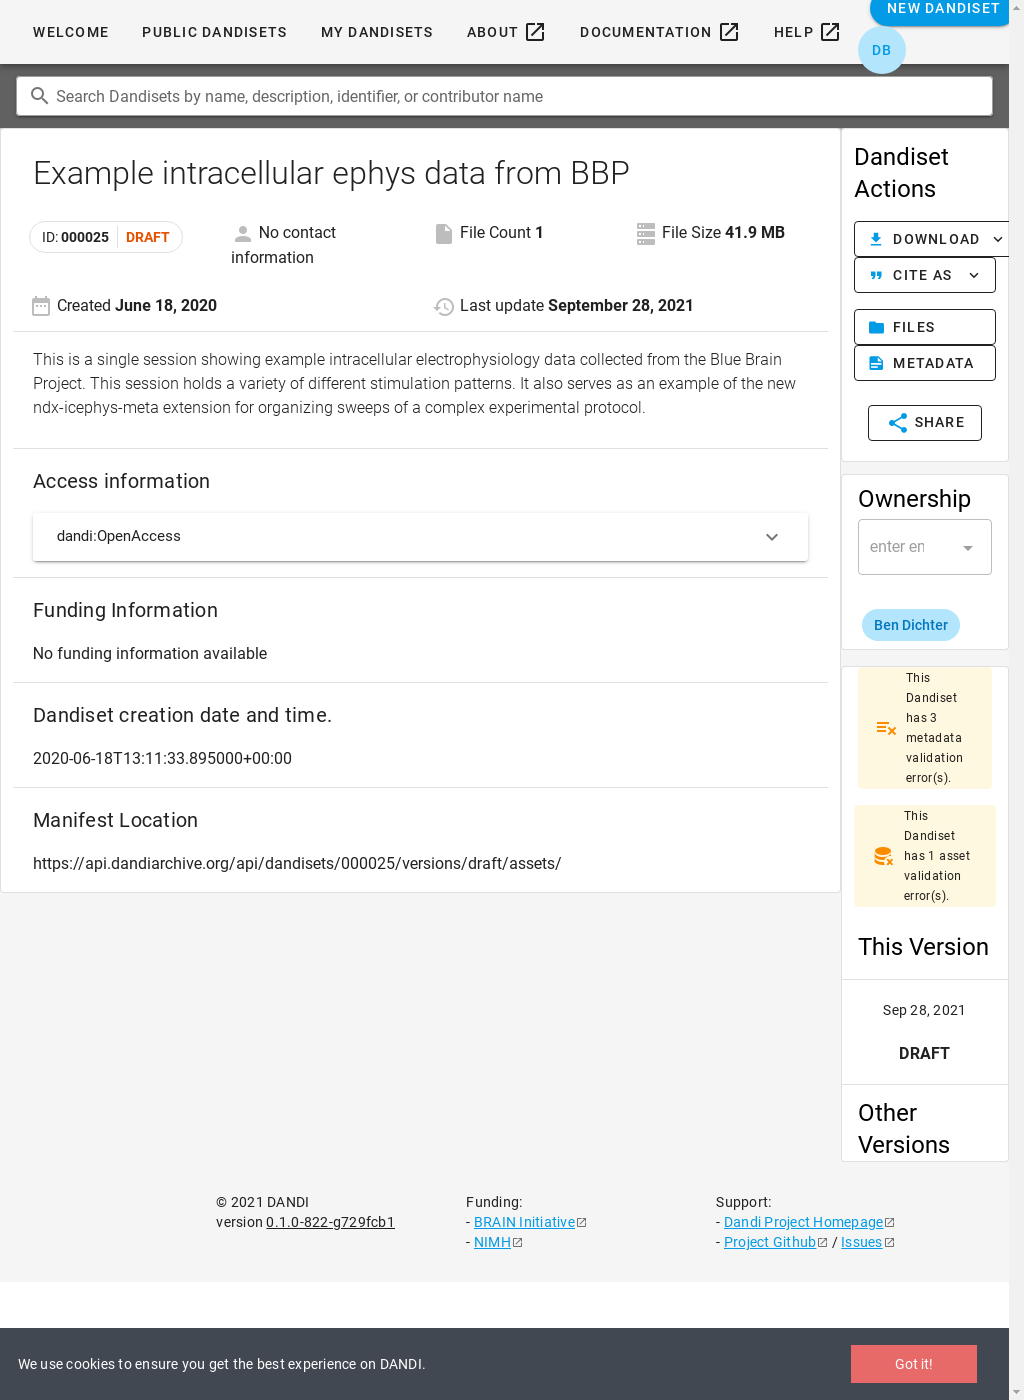 WELCOME
PUBLIC DANDISETS
MY DANDISETS
ABOUT
DOCUMENTATION
HELP
NEW DANDISET
DB
Search Dandisets by name, description, identifier, or contributor name
Example intracellular ephys data from BBP
ID: 000025
DRAFT
No contact
information
File Count 1
File Size 41.9 MB
Created June 18, 2020
Last update September 28, 2021
This is a single session showing example intracellular electrophysiology data collected from the Blue Brain
Project. This session holds a variety of different stimulation patterns. It also serves as an example of the new
ndx-icephys-meta extension for organizing sweeps of a complex experimental protocol.
Access information
dandi:OpenAccess
Funding Information
No funding information available
Dandiset creation date and time.
2020-06-18T13:11:33.895000+00:00
Manifest Location
https://api.dandiarchive.org/api/dandisets/000025/versions/draft/assets/
Dandiset
Actions
DOWNLOAD
CITE AS
FILES
METADATA
SHARE
Ownership
enter en
Ben Dichter
This
Dandiset
has 3
metadata
validation
error(s).
This
Dandiset
has 1 asset
validation
error(s).
This Version
Sep 28, 2021
DRAFT
Other
Versions
© 2021 DANDI
version 0.1.0-822-g729fcb1
Funding:
- BRAIN Initiative
- NIMH
Support:
- Dandi Project Homepage
- Project Github / Issues
We use cookies to ensure you get the best experience on DANDI.
Got it!